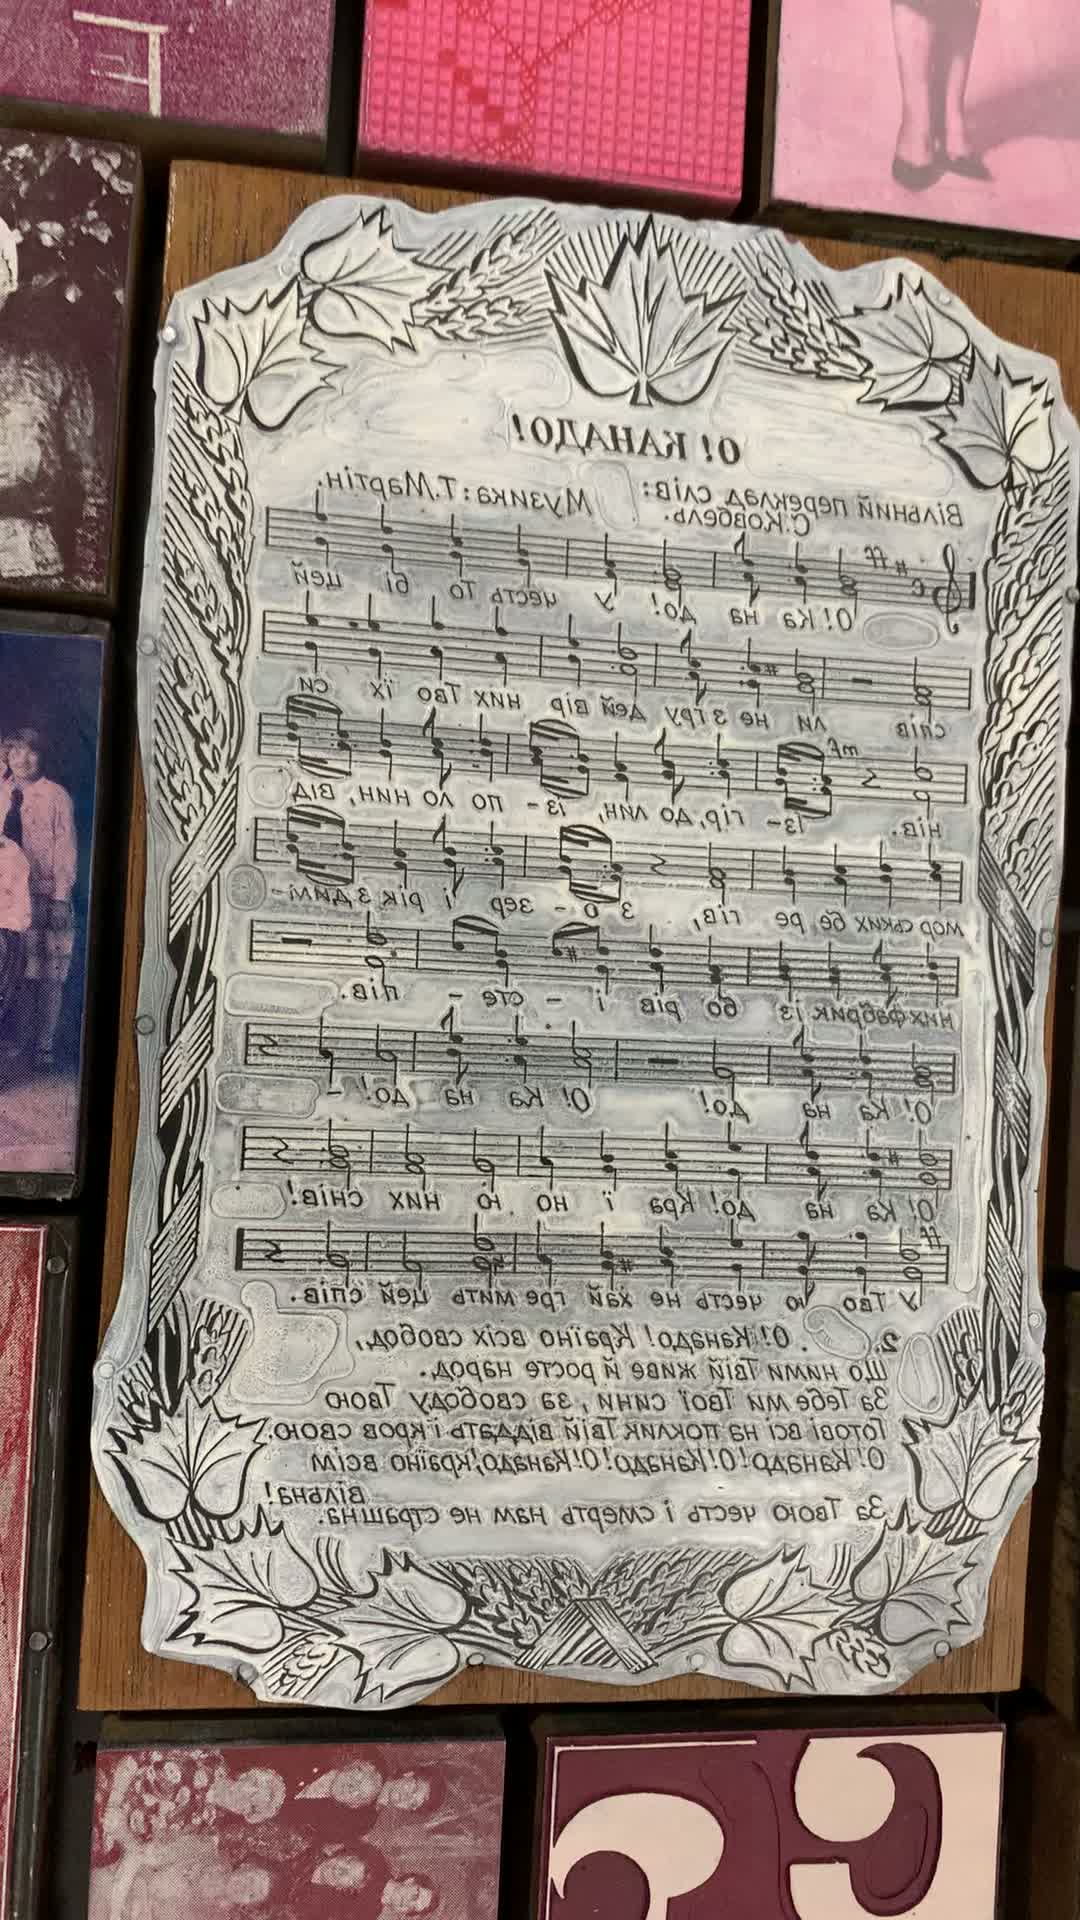 О! КАНАДО!
Вільний переклад слів: Музика: Т. Мартін.
С. Ковбель.
О! Ка на до! У честь То бі цей
спів ли не з гру дей вір них Тво їх си
нів. Із- гір, до лин, із - по ло нин, від
мор ських бе ре гів, з о - зер і рік з дим-
них фабрик із бо рів і - сте - пів.
О! Ка на до! О! Ка на до! -
О! Ка на до! Кра ї но ю них снів!
У Тво ю честь не хай гре мить цей спів.
2. О! Канадо! Країно всіх свобод,
Що ними Твій живе й росте народ.
За Тебе ми Твої сини, за свободу Твою
Готові всі на поклик Твій віддать і кров свою.
О! Канадо! О! Канадо! О! Канадо, країно всім
Вільна!
За Твою честь і смерть нам не страшна.